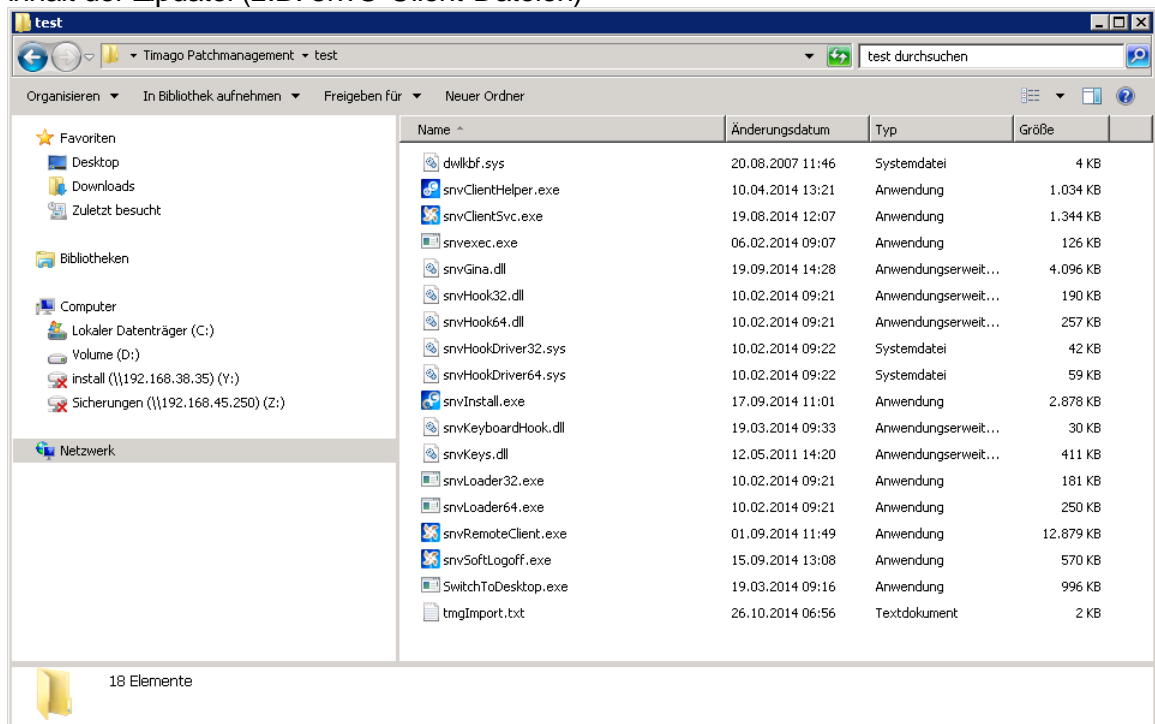 test
Timago Patchmanagement test
test durchsuchen
Organisieren In Bibliothek aufnehmen Freigeben für Neuer Ordner
Favoriten
Desktop
Downloads
Zuletzt besucht
Bibliotheken
Computer
Lokaler Datenträger (C:)
Volume (D:)
install (\\192.168.38.35) (Y:)
Sicherungen (\\192.168.45.250) (Z:)
Netzwerk
Name Änderungsdatum Typ Größe
dwlkbf.sys 20.08.2007 11:46 Systemdatei 4 KB
snvClientHelper.exe 10.04.2014 13:21 Anwendung 1.034 KB
snvClientSvc.exe 19.08.2014 12:07 Anwendung 1.344 KB
snvexec.exe 06.02.2014 09:07 Anwendung 126 KB
snvGina.dll 19.09.2014 14:28 Anwendungserweit... 4.096 KB
snvHook32.dll 10.02.2014 09:21 Anwendungserweit... 190 KB
snvHook64.dll 10.02.2014 09:21 Anwendungserweit... 257 KB
snvHookDriver32.sys 10.02.2014 09:22 Systemdatei 42 KB
snvHookDriver64.sys 10.02.2014 09:22 Systemdatei 59 KB
snvInstall.exe 17.09.2014 11:01 Anwendung 2.878 KB
snvKeyboardHook.dll 19.03.2014 09:33 Anwendungserweit... 30 KB
snvKeys.dll 12.05.2011 14:20 Anwendungserweit... 411 KB
snvLoader32.exe 10.02.2014 09:21 Anwendung 181 KB
snvLoader64.exe 10.02.2014 09:21 Anwendung 250 KB
snvRemoteClient.exe 01.09.2014 11:49 Anwendung 12.879 KB
snvSoftLogoff.exe 15.09.2014 13:08 Anwendung 570 KB
SwitchToDesktop.exe 19.03.2014 09:16 Anwendung 996 KB
tmgImport.txt 26.10.2014 06:56 Textdokument 2 KB
18 Elemente